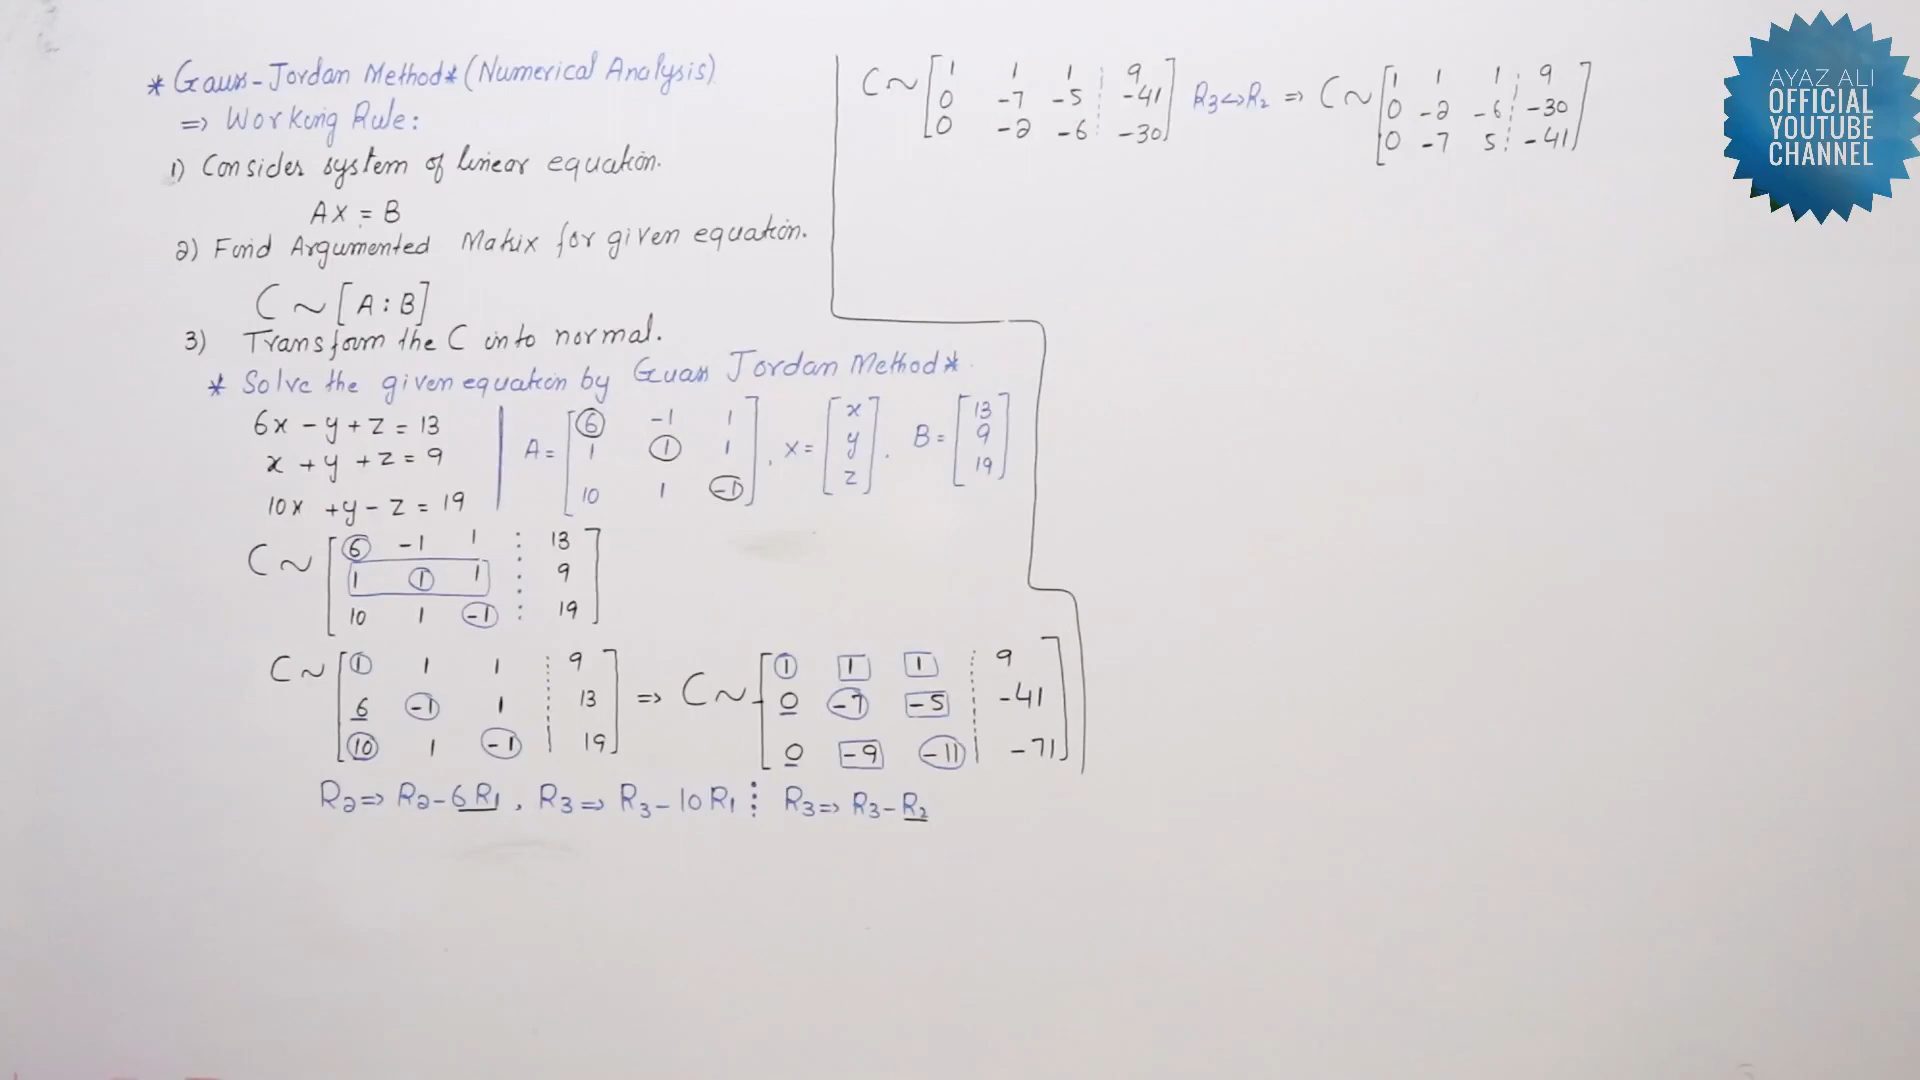 * Gauss-Jordan Method* (Numerical Analysis)
=> Working Rule:
1) Consider system of linear equation.
AX = B
2) Find Argumented Matrix for given equation.
C ~ [A : B]
3) Transform the C into normal.
* Solve the given equation by Guass Jordan Method*
6x - y + z = 13
x + y + z = 9
10x + y - z = 19
A = [6 -1 1
1 1 1
10 1 -1] , X = [x
y
z] , B = [13
9
19]
C ~ [6 -1 1 : 13
1 1 1 : 9
10 1 -1 : 19]
C ~ [1 1 1 : 9
6 -1 1 : 13
10 1 -1 : 19] => C ~ [1 1 1 : 9
0 -7 -5 : -41
0 -9 -11 : -71]
R2 => R2 - 6R1 , R3 => R3 - 10R1 : R3 => R3 - R2
C ~ [1 1 1 : 9
0 -7 -5 : -41
0 -2 -6 : -30] R3 <-> R2 => C ~ [1 1 1 : 9
0 -2 -6 : -30
0 -7 5 : -41]
AYAZ ALI
OFFICIAL
YOUTUBE
CHANNEL